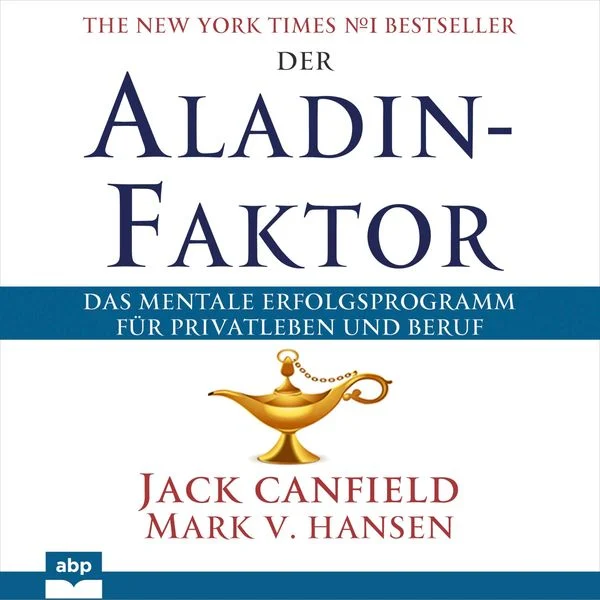 THE NEW YORK TIMES №1 BESTSELLER
DER
ALADIN-
FAKTOR
DAS MENTALE ERFOLGSPROGRAMM
FÜR PRIVATLEBEN UND BERUF
JACK CANFIELD
MARK V. HANSEN
abp